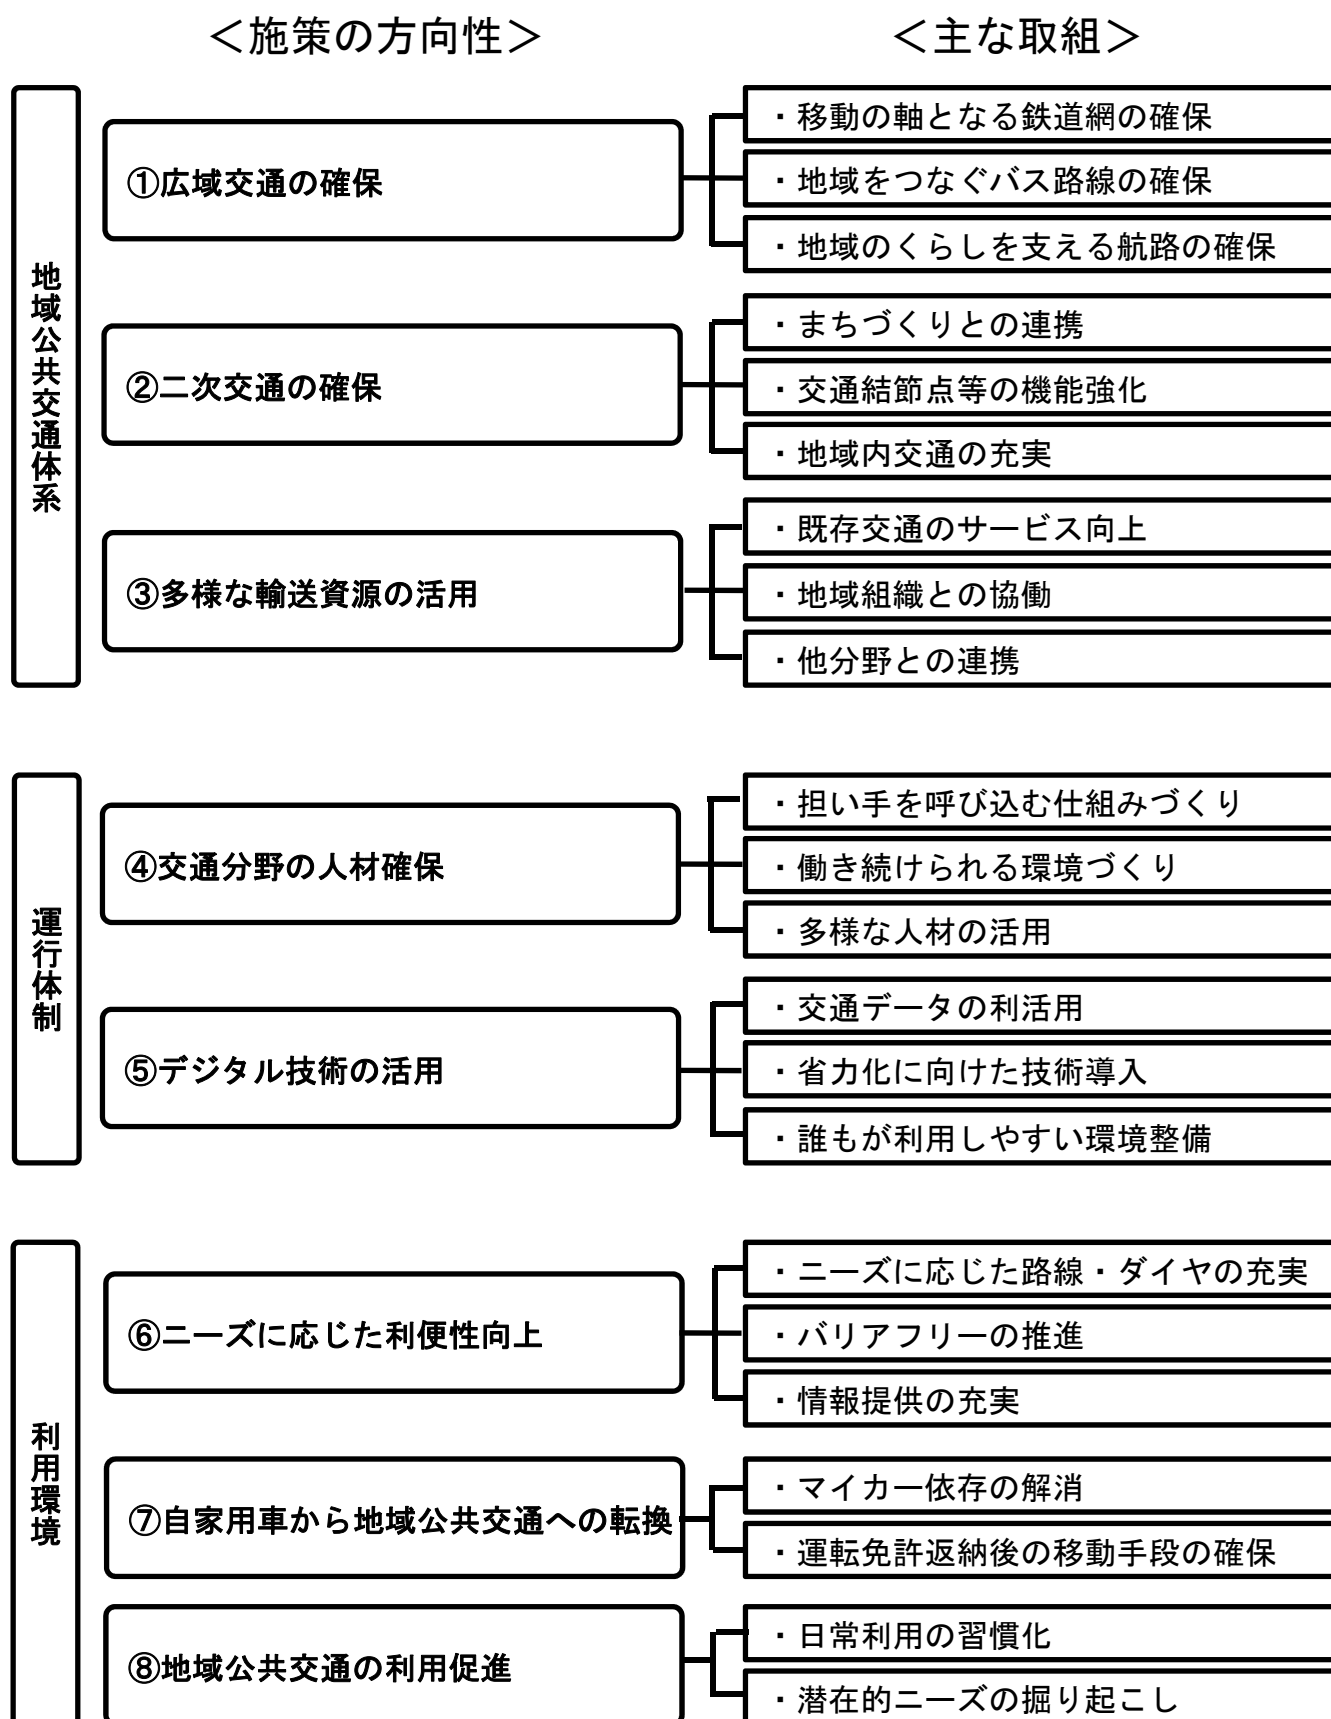 ＜施策の方向性＞
＜主な取組＞
地域公共交通体系
①広域交通の確保
・移動の軸となる鉄道網の確保
・地域をつなぐバス路線の確保
・地域のくらしを支える航路の確保
②二次交通の確保
・まちづくりとの連携
・交通結節点等の機能強化
・地域内交通の充実
③多様な輸送資源の活用
・既存交通のサービス向上
・地域組織との協働
・他分野との連携
運行体制
④交通分野の人材確保
・担い手を呼び込む仕組みづくり
・働き続けられる環境づくり
・多様な人材の活用
⑤デジタル技術の活用
・交通データの利活用
・省力化に向けた技術導入
・誰もが利用しやすい環境整備
利用環境
⑥ニーズに応じた利便性向上
・ニーズに応じた路線・ダイヤの充実
・バリアフリーの推進
・情報提供の充実
⑦自家用車から地域公共交通への転換
・マイカー依存の解消
・運転免許返納後の移動手段の確保
⑧地域公共交通の利用促進
・日常利用の習慣化
・潜在的ニーズの掘り起こし